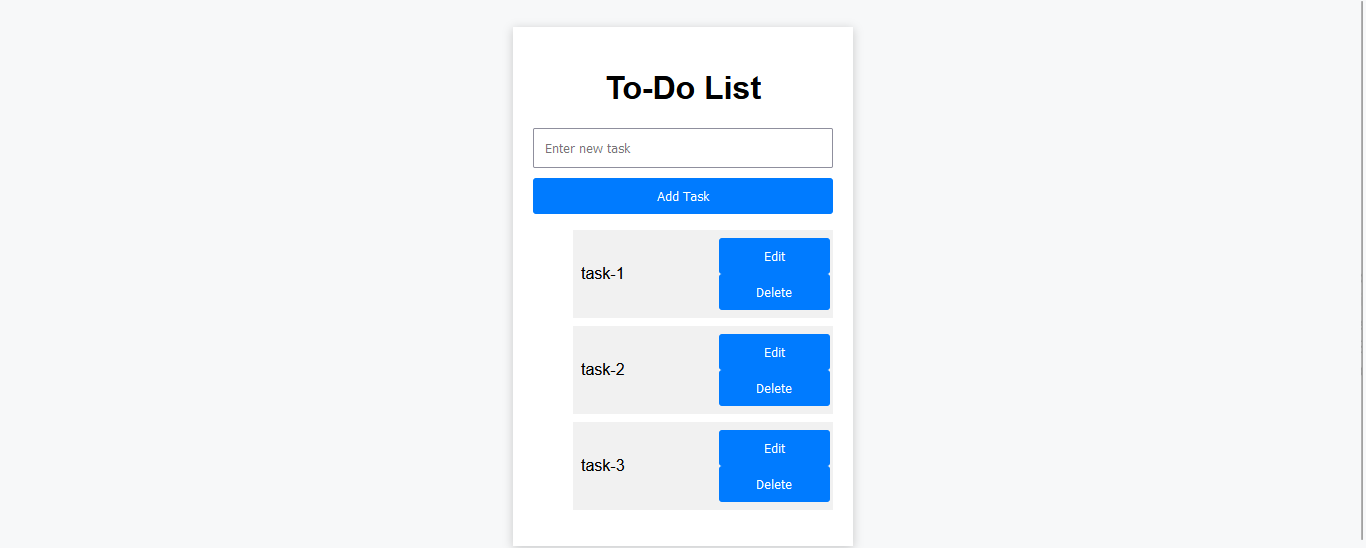 To-Do List
Enter new task
Add Task
task-1
Edit
Delete
task-2
Edit
Delete
task-3
Edit
Delete